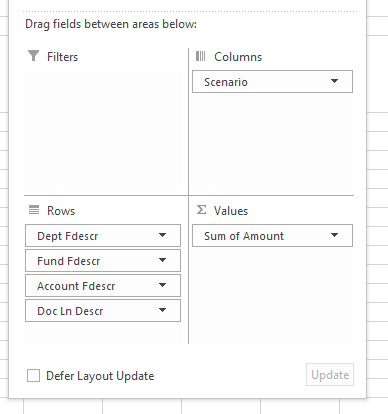 Drag fields between areas below:
Filters
Columns
Scenario
Rows
Values
Dept Fdescr
Sum of Amount
Fund Fdescr
Account Fdescr
Doc Ln Descr
Defer Layout Update
Update